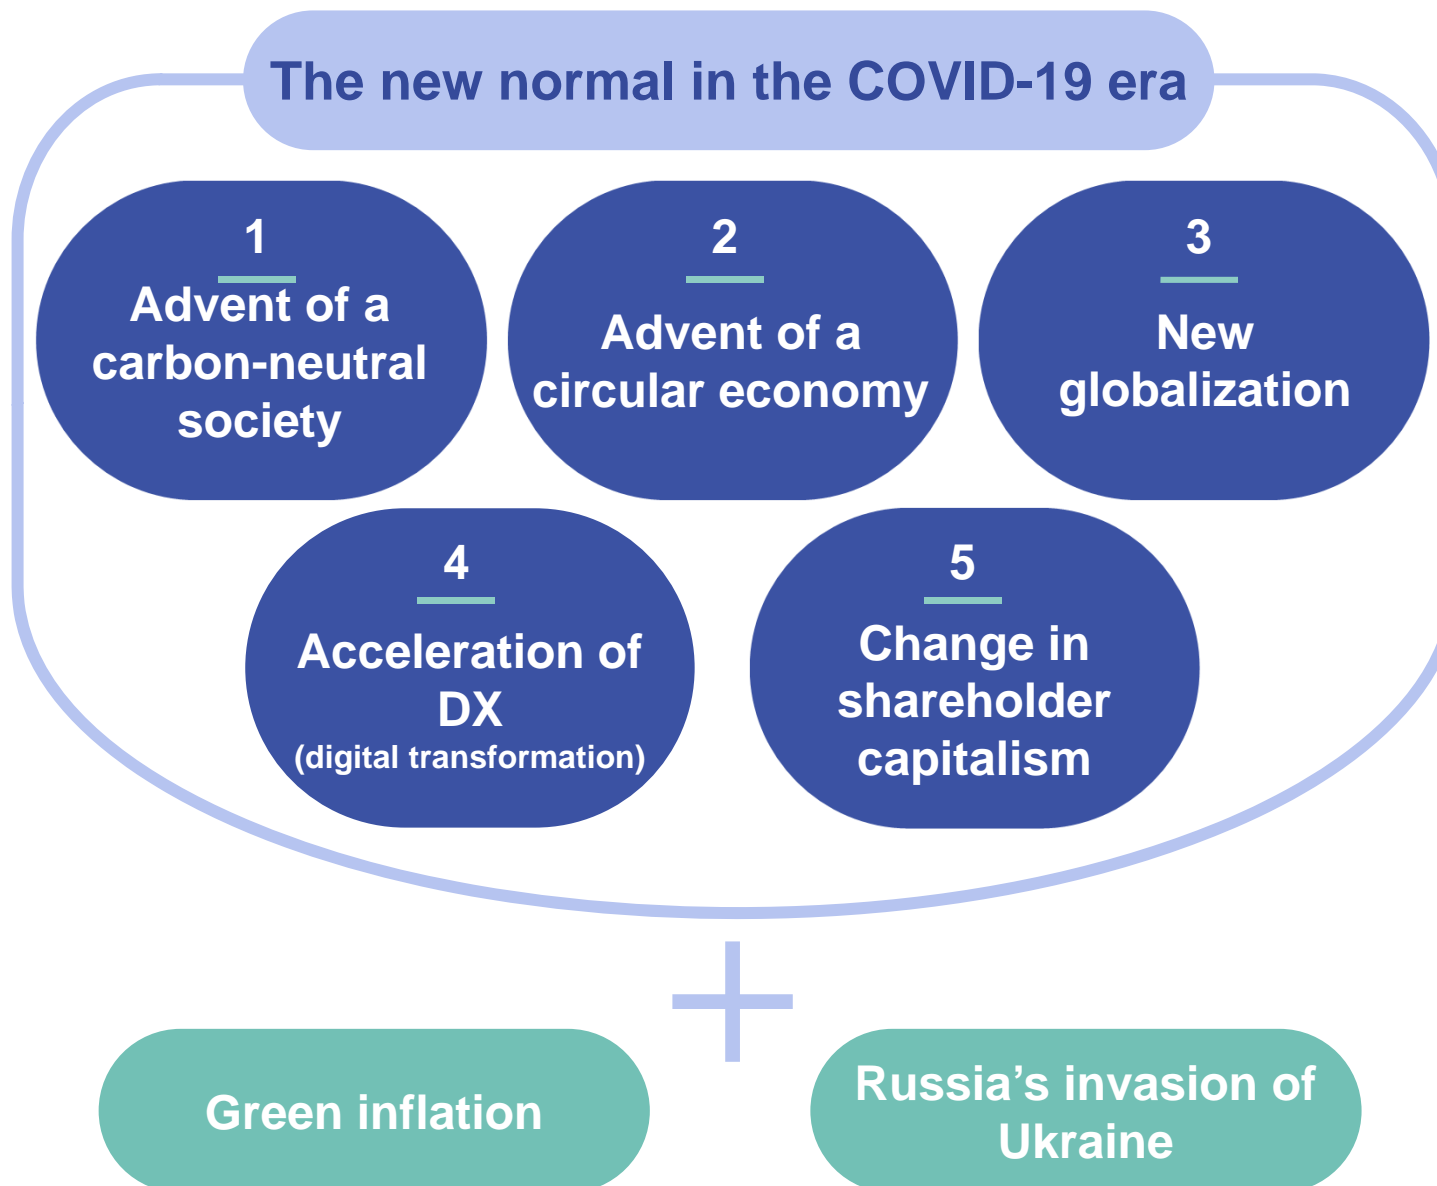 The new normal in the COVID-19 era
1
Advent of a
carbon-neutral
society
2
Advent of a
circular economy
3
New
globalization
4
Acceleration of
DX
(digital transformation)
5
Change in
shareholder
capitalism
Green inflation
Russia’s invasion of
Ukraine